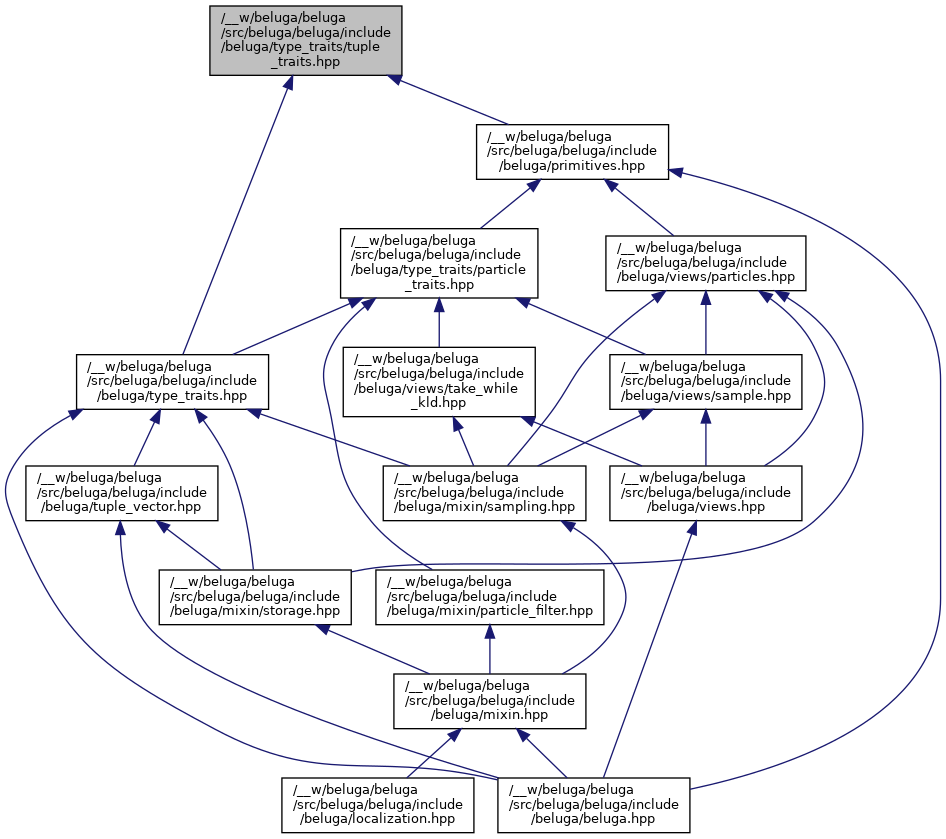 /__w/beluga/beluga
/src/beluga/beluga/include
/beluga/type_traits/tuple
_traits.hpp
/__w/beluga/beluga
/src/beluga/beluga/include
/beluga/primitives.hpp
/__w/beluga/beluga
/src/beluga/beluga/include
/beluga/type_traits/particle
_traits.hpp
/__w/beluga/beluga
/src/beluga/beluga/include
/beluga/views/particles.hpp
/__w/beluga/beluga
/src/beluga/beluga/include
/beluga/type_traits.hpp
/__w/beluga/beluga
/src/beluga/beluga/include
/beluga/views/take_while
_kld.hpp
/__w/beluga/beluga
/src/beluga/beluga/include
/beluga/views/sample.hpp
/__w/beluga/beluga
/src/beluga/beluga/include
/beluga/tuple_vector.hpp
/__w/beluga/beluga
/src/beluga/beluga/include
/beluga/mixin/sampling.hpp
/__w/beluga/beluga
/src/beluga/beluga/include
/beluga/views.hpp
/__w/beluga/beluga
/src/beluga/beluga/include
/beluga/mixin/storage.hpp
/__w/beluga/beluga
/src/beluga/beluga/include
/beluga/mixin/particle_filter.hpp
/__w/beluga/beluga
/src/beluga/beluga/include
/beluga/mixin.hpp
/__w/beluga/beluga
/src/beluga/beluga/include
/beluga/localization.hpp
/__w/beluga/beluga
/src/beluga/beluga/include
/beluga/beluga.hpp